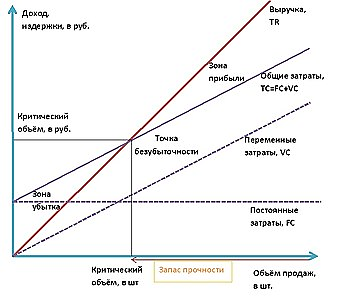 Доход,
издержки, в руб.
Выручка,
TR
Зона
прибыли
Общие затраты,
TC=FC+VC
Критический
объём, в руб.
Точка
безубыточности
Переменные
затраты, VC
Зона
убытка
Постоянные
затраты, FC
Критический
объем, в шт
Запас прочности
Объём продаж,
в шт.